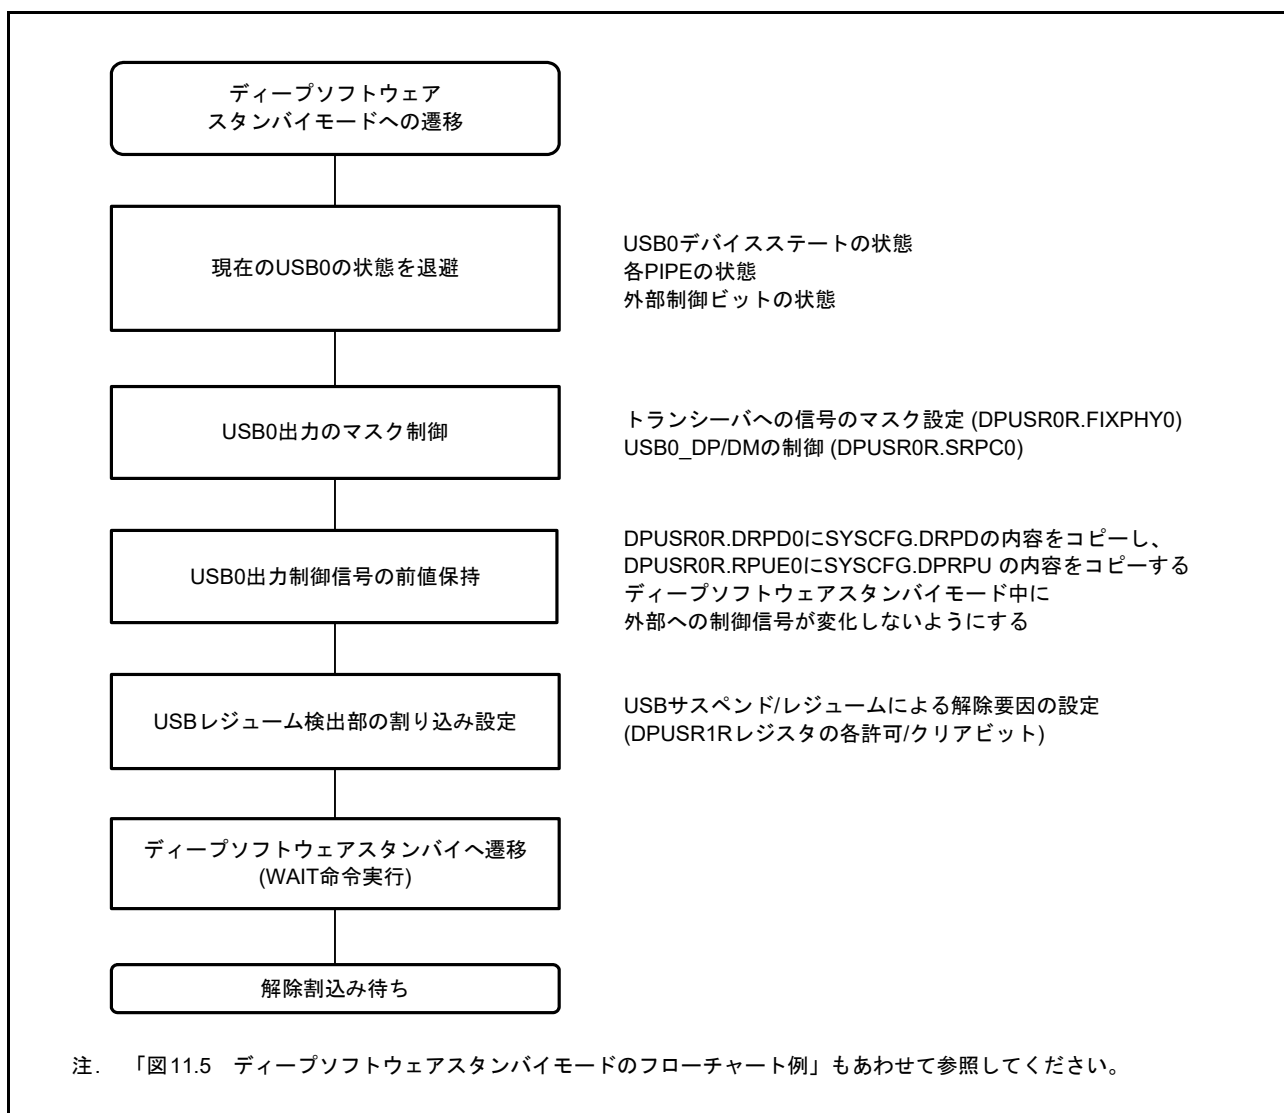 ディープソフトウェア
スタンバイモードへの遷移
現在のUSB0の状態を退避
USB0デバイスステートの状態
各PIPEの状態
外部制御ビットの状態
USB0出力のマスク制御
トランシーバへの信号のマスク設定 (DPUSR0R.FIXPHY0)
USB0_DP/DMの制御 (DPUSR0R.SRPC0)
USB0出力制御信号の前値保持
DPUSR0R.DRPD0にSYSCFG.DRPDの内容をコピーし、
DPUSR0R.RPUE0にSYSCFG.DPRPU の内容をコピーする
ディープソフトウェアスタンバイモード中に
外部への制御信号が変化しないようにする
USBレジューム検出部の割り込み設定
USBサスペンド/レジュームによる解除要因の設定
(DPUSR1Rレジスタの各許可/クリアビット)
ディープソフトウェアスタンバイへ遷移
(WAIT命令実行)
解除割込み待ち
注. 「図11.5 ディープソフトウェアスタンバイモードのフローチャート例」もあわせて参照してください。